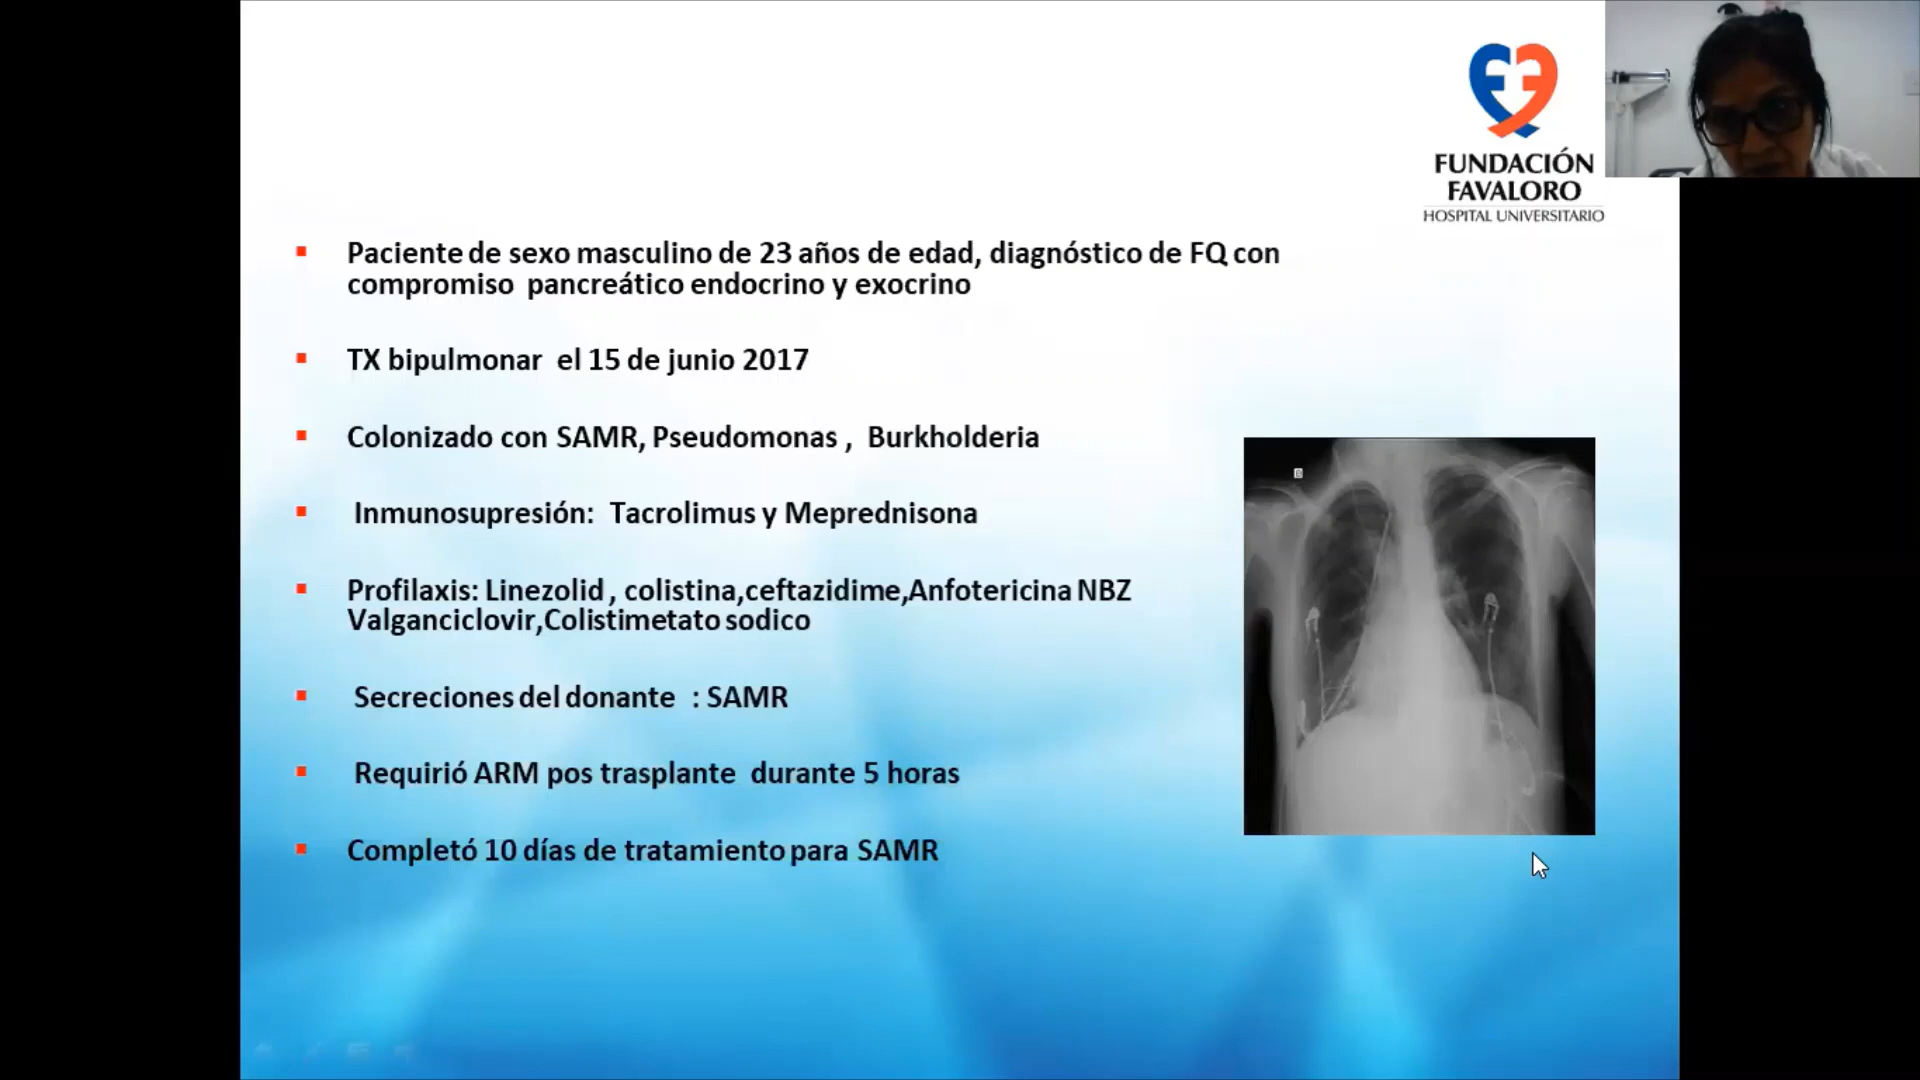 FUNDACIÓN
FAVALORO
HOSPITAL UNIVERSITARIO
Paciente de sexo masculino de 23 años de edad, diagnóstico de FQ con
compromiso pancreático endocrino y exocrino
TX bipulmonar el 15 de junio 2017
Colonizado con SAMR, Pseudomonas , Burkholderia
Inmunosupresión: Tacrolimus y Meprednisona
Profilaxis: Linezolid , colistina,ceftazidime,Anfotericina NBZ
Valganciclovir,Colistimetato sodico
Secreciones del donante : SAMR
Requirió ARM pos trasplante durante 5 horas
Completó 10 días de tratamiento para SAMR
D